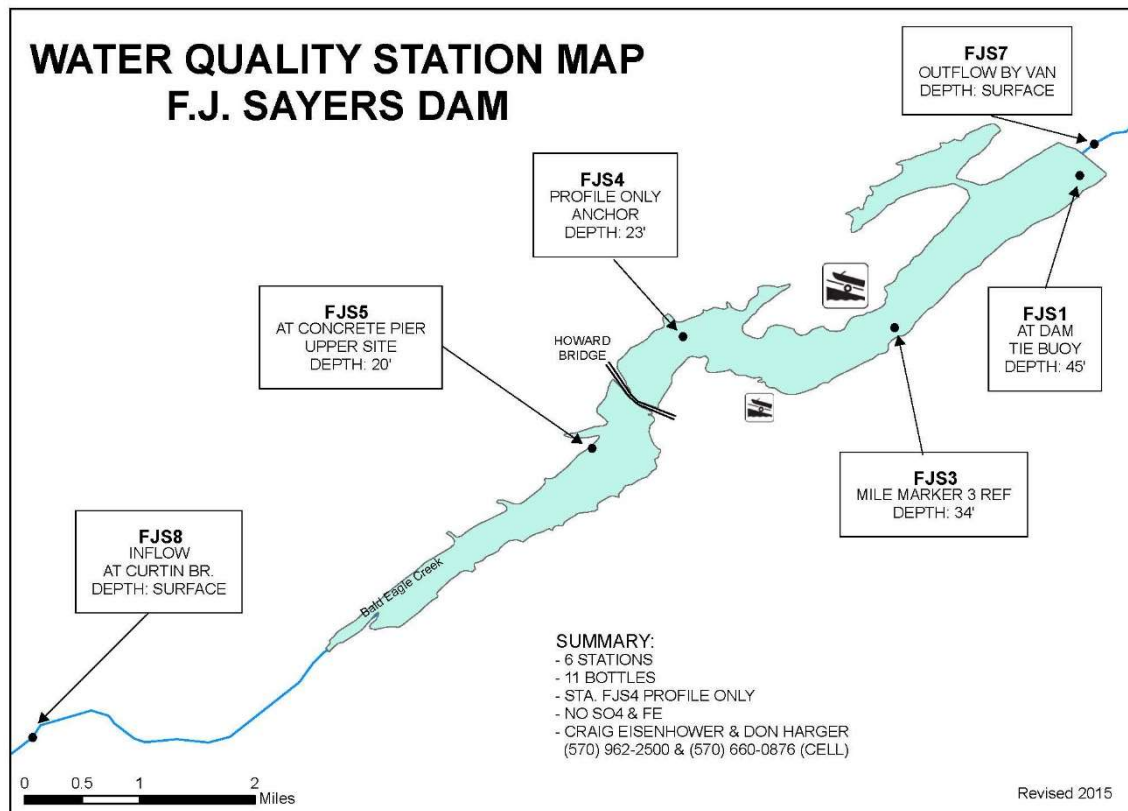 WATER QUALITY STATION MAP
F.J. SAYERS DAM
FJS7
OUTFLOW BY VAN
DEPTH: SURFACE
FJS4
PROFILE ONLY
ANCHOR
DEPTH: 23'
FJS5
AT CONCRETE PIER
UPPER SITE
DEPTH: 20'
HOWARD
BRIDGE
FJS1
AT DAM
TIE BUOY
DEPTH: 45'
FJS3
MILE MARKER 3 REF
DEPTH: 34'
FJS8
INFLOW
AT CURTIN BR.
DEPTH: SURFACE
Bald Eagle Creek
SUMMARY:
- 6 STATIONS
- 11 BOTTLES
- STA. FJS4 PROFILE ONLY
- NO SO4 & FE
- CRAIG EISENHOWER & DON HARGER
(570) 962-2500 & (570) 660-0876 (CELL)
0 0.5 1 2
Miles
Revised 2015